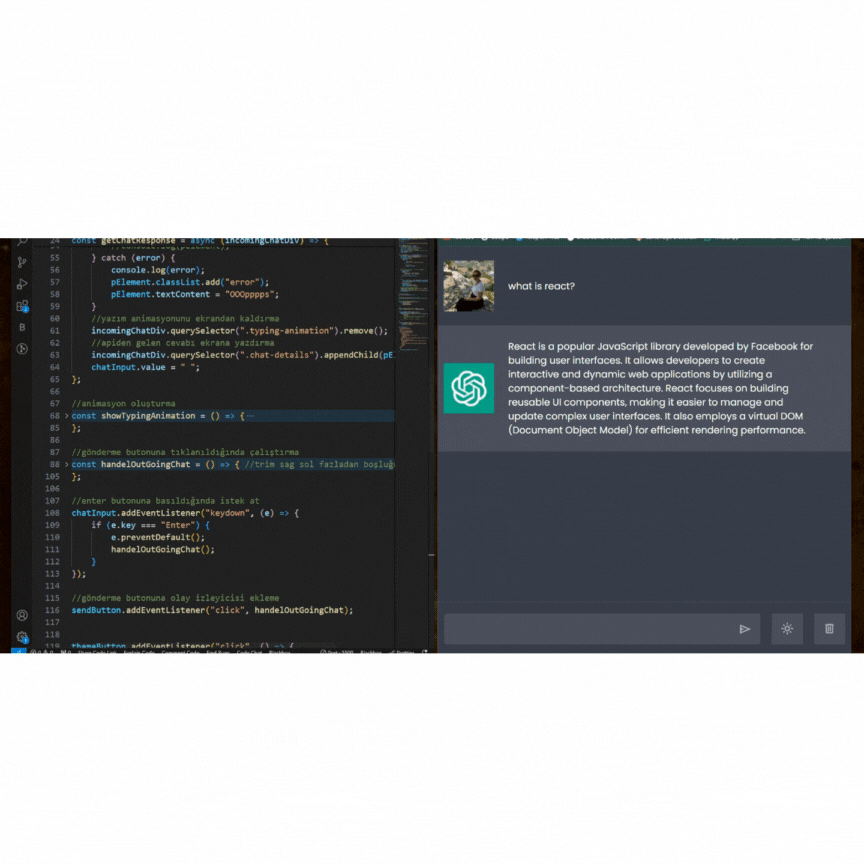 24 const getChatResponse = async (incomingChatDiv) => {
55 } catch (error) {
56 console.log(error);
57 pElement.classList.add("error");
58 pElement.textContent = "OOOpppps";
59 }
60 //yazım animasyonunu ekrandan kaldırma
61 incomingChatDiv.querySelector(".typing-animation").remove();
62 //apiden gelen cevabı ekrana yazdırma
63 incomingChatDiv.querySelector(".chat-details").appendChild(pE
64 chatInput.value = " ";
65 };
66
67 //animasyon oluşturma
68 const showTypingAnimation = () => {
85 };
86
87 //gönderme butonuna tıklanıldığında çalıştırma
88 const handelOutGoingChat = () => { //trim sag sol fazladan boşluğ
105 };
106
107 //enter butonuna basıldığında istek at
108 chatInput.addEventListener("keydown", (e) => {
109 if (e.key === "Enter") {
110 e.preventDefault();
111 handelOutGoingChat();
112 }
113 });
114
115 //gönderme butonuna olay izleyicisi ekleme
116 sendButton.addEventListener("click", handelOutGoingChat);
117
118
119 themeButton.addEventListener("click", () => {
what is react?
React is a popular JavaScript library developed by Facebook for
building user interfaces. It allows developers to create
interactive and dynamic web applications by utilizing a
component-based architecture. React focuses on building
reusable UI components, making it easier to manage and
update complex user interfaces. It also employs a virtual DOM
(Document Object Model) for efficient rendering performance.